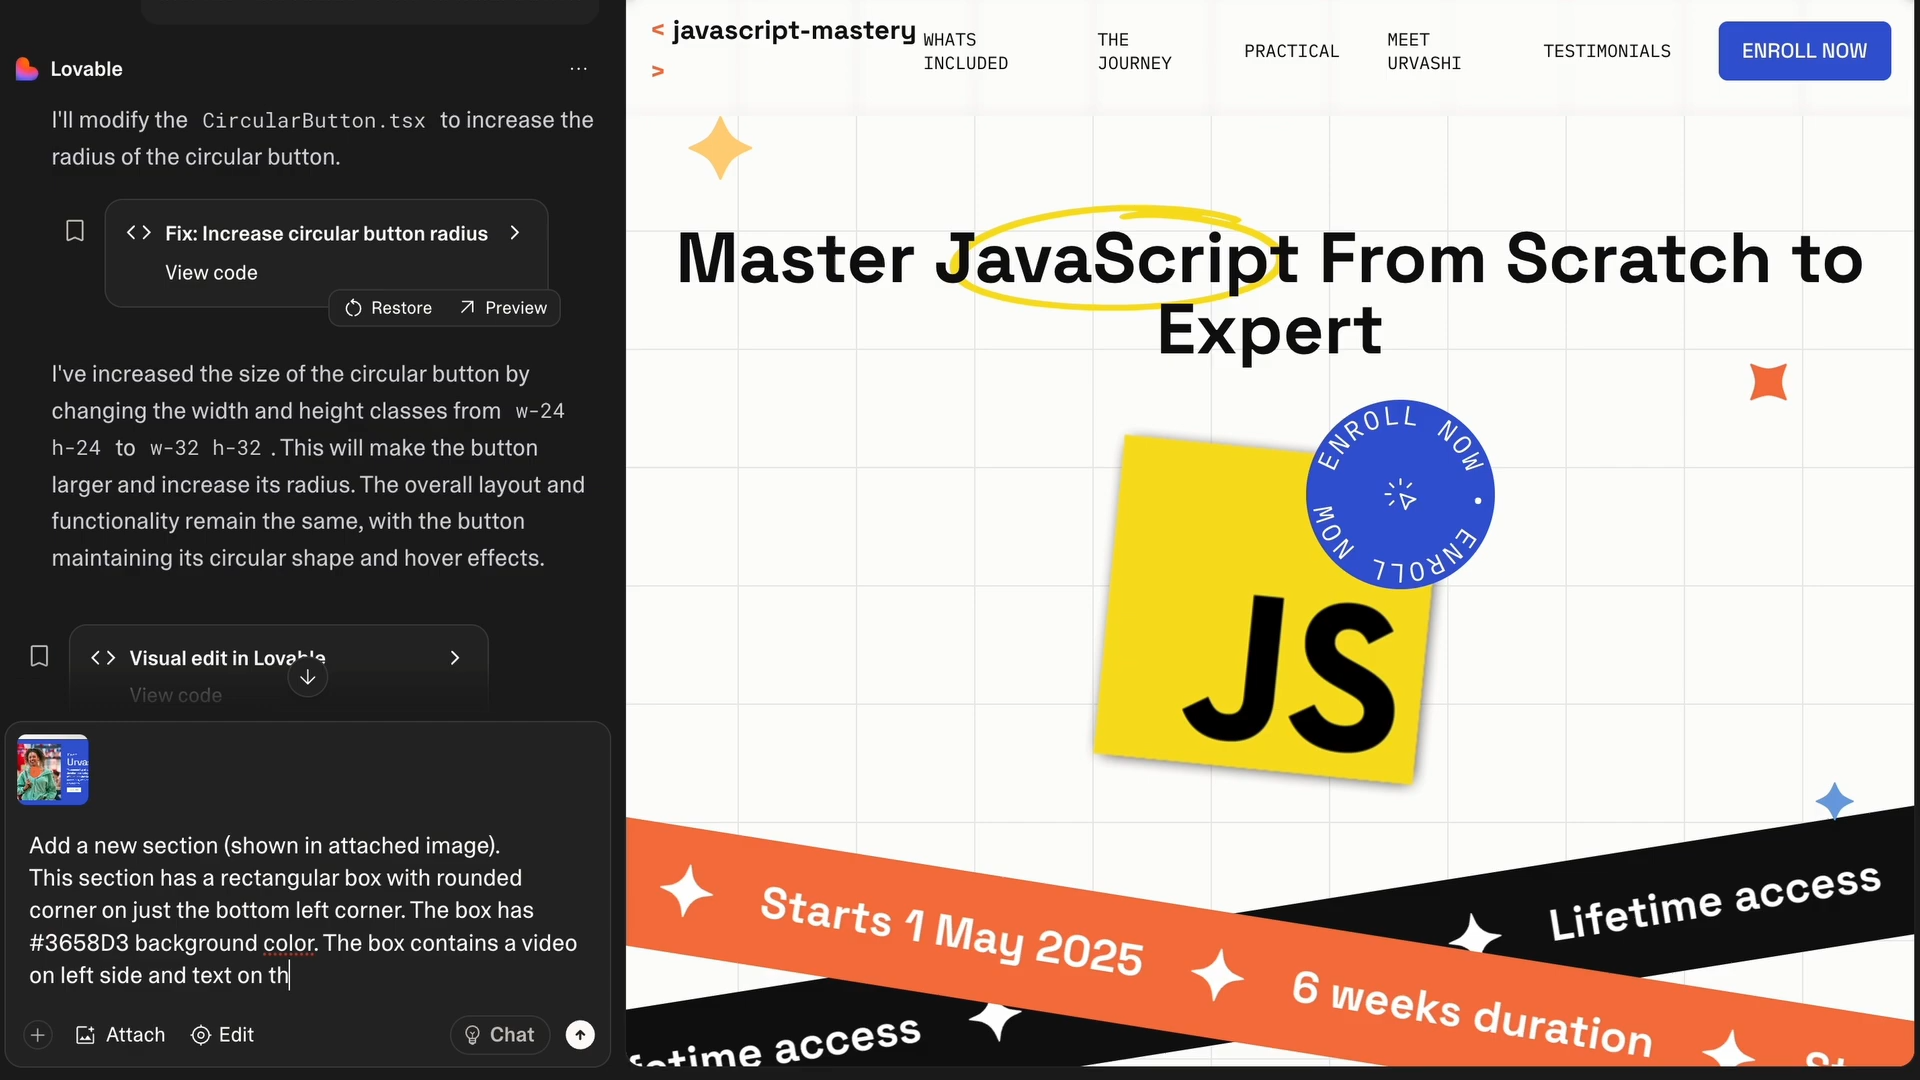 Lovable
I'll modify the CircularButton.tsx to increase the
radius of the circular button.
Fix: Increase circular button radius
View code
Restore
Preview
I've increased the size of the circular button by
changing the width and height classes from w-24
h-24 to w-32 h-32 . This will make the button
larger and increase its radius. The overall layout and
functionality remain the same, with the button
maintaining its circular shape and hover effects.
Visual edit in Lovable
View code
Add a new section (shown in attached image).
This section has a rectangular box with rounded
corner on just the bottom left corner. The box has
#3658D3 background color. The box contains a video
on left side and text on th
Attach
Edit
Chat
< javascript-mastery
>
WHATS
INCLUDED
THE
JOURNEY
PRACTICAL
MEET
URVASHI
TESTIMONIALS
ENROLL NOW
Master JavaScript From Scratch to
Expert
ENROLL NOW • ENROLL NOW
JS
Starts 1 May 2025
6 weeks duration
Lifetime access
fetime access
St